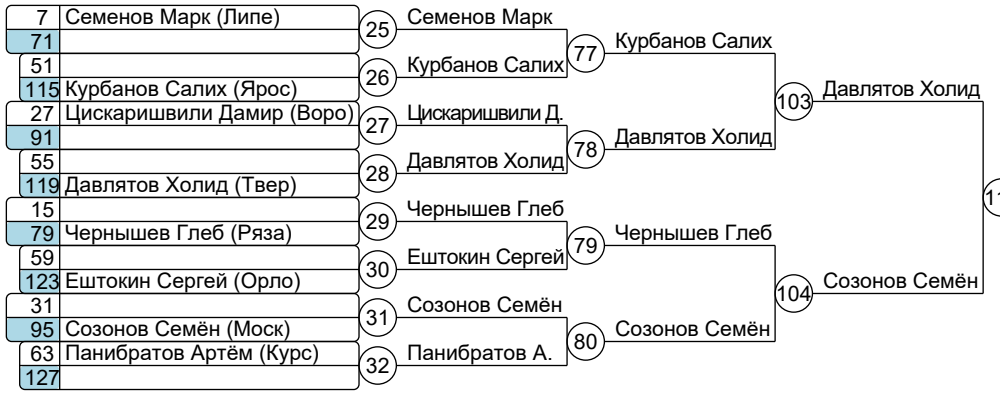 7 Семенов Марк (Липе)
71
25
Семенов Марк
77
Курбанов Салих
51
115 Курбанов Салих (Ярос)
26
Курбанов Салих
103
Давлятов Холид
27 Цискаришвили Дамир (Воро)
91
27
Цискаришвили Д.
78
Давлятов Холид
55
119 Давлятов Холид (Твер)
28
Давлятов Холид
11
15
79 Чернышев Глеб (Ряза)
29
Чернышев Глеб
79
Чернышев Глеб
59
123 Ештокин Сергей (Орло)
30
Ештокин Сергей
104
Созонов Семён
31
95 Созонов Семён (Моск)
31
Созонов Семён
80
Созонов Семён
63 Панибратов Артём (Курс)
127
32
Панибратов А.